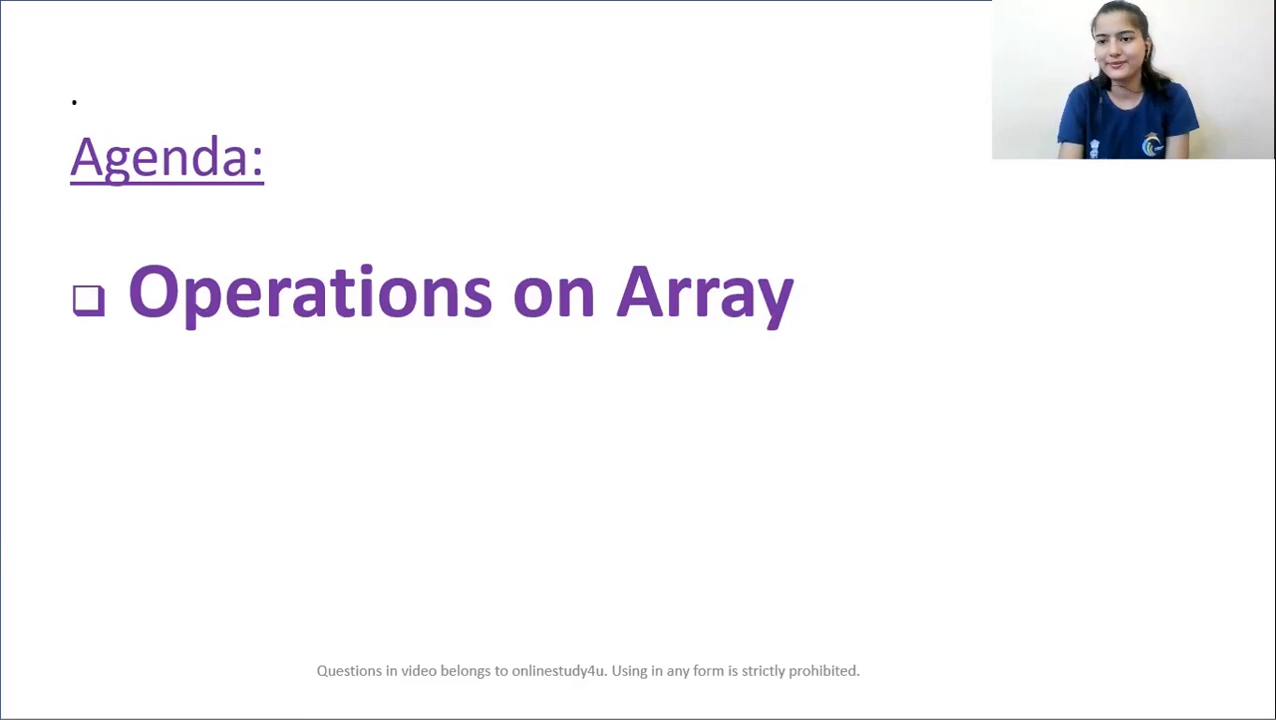 .
Agenda:
❑ Operations on Array
Questions in video belongs to onlinestudy4u. Using in any form is strictly prohibited.